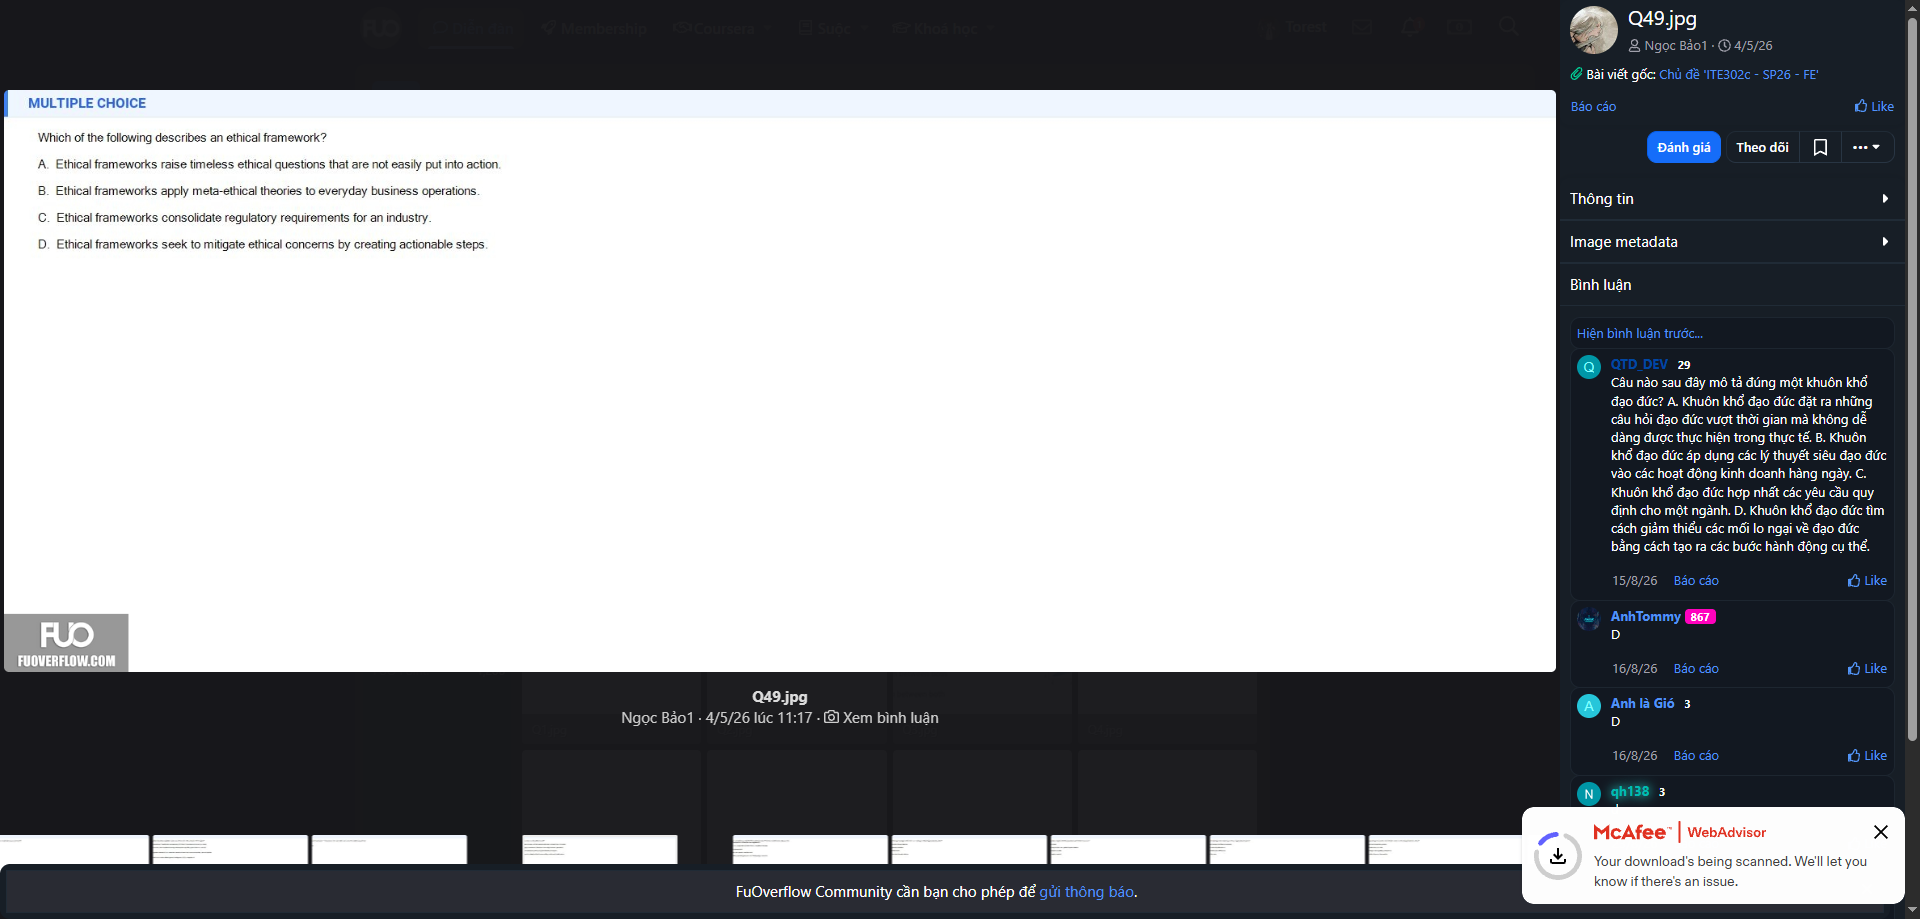 FUO
Membership
Coursera
Khoá học
Torest
MULTIPLE CHOICE
Which of the following describes an ethical framework?
A. Ethical frameworks raise timeless ethical questions that are not easily put into action.
B. Ethical frameworks apply meta-ethical theories to everyday business operations.
C. Ethical frameworks consolidate regulatory requirements for an industry.
D. Ethical frameworks seek to mitigate ethical concerns by creating actionable steps.
FUO
FUOVERFLOW.COM
Q49.jpg
Ngọc Bảo1 · 4/5/26 lúc 11:17 · Xem bình luận
FuOverflow Community cần bạn cho phép để gửi thông báo.
Q49.jpg
Ngọc Bảo1 · 4/5/26
Bài viết gốc: Chủ đề 'ITE302c - SP26 - FE'
Báo cáo
Like
Đánh giá
Theo dõi
Thông tin
Image metadata
Bình luận
Hiện bình luận trước...
Q
QTD_DEV 29
Câu nào sau đây mô tả đúng một khuôn khổ
đạo đức? A. Khuôn khổ đạo đức đặt ra những
câu hỏi đạo đức vượt thời gian mà không dễ
dàng được thực hiện trong thực tế. B. Khuôn
khổ đạo đức áp dụng các lý thuyết siêu đạo đức
vào các hoạt động kinh doanh hàng ngày. C.
Khuôn khổ đạo đức hợp nhất các yêu cầu quy
định cho một ngành. D. Khuôn khổ đạo đức tìm
cách giảm thiểu các mối lo ngại về đạo đức
bằng cách tạo ra các bước hành động cụ thể.
15/8/26 Báo cáo Like
AnhTommy 867
D
16/8/26 Báo cáo Like
A
Anh là Gió 3
D
16/8/26 Báo cáo Like
N
qh138 3
McAfee™ | WebAdvisor
Your download's being scanned. We'll let you
know if there's an issue.